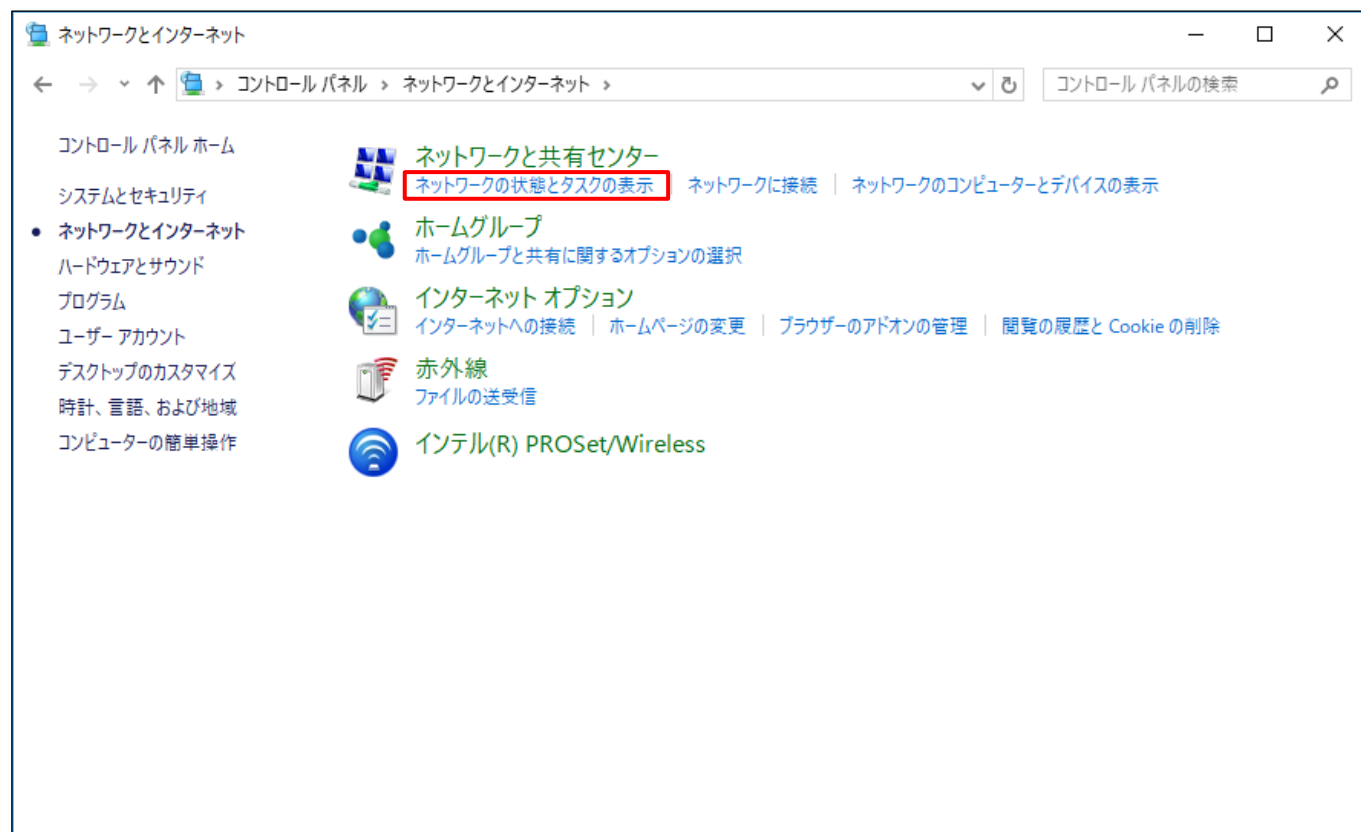 ネットワークとインターネット
コントロール パネル > ネットワークとインターネット >
コントロール パネルの検索
コントロール パネル ホーム
システムとセキュリティ
ネットワークとインターネット
ハードウェアとサウンド
プログラム
ユーザー アカウント
デスクトップのカスタマイズ
時計、言語、および地域
コンピューターの簡単操作
ネットワークと共有センター
ネットワークの状態とタスクの表示 | ネットワークに接続 | ネットワークのコンピューターとデバイスの表示
ホームグループ
ホームグループと共有に関するオプションの選択
インターネット オプション
インターネットへの接続 | ホームページの変更 | ブラウザーのアドオンの管理 | 閲覧の履歴と Cookie の削除
赤外線
ファイルの送受信
インテル(R) PROSet/Wireless